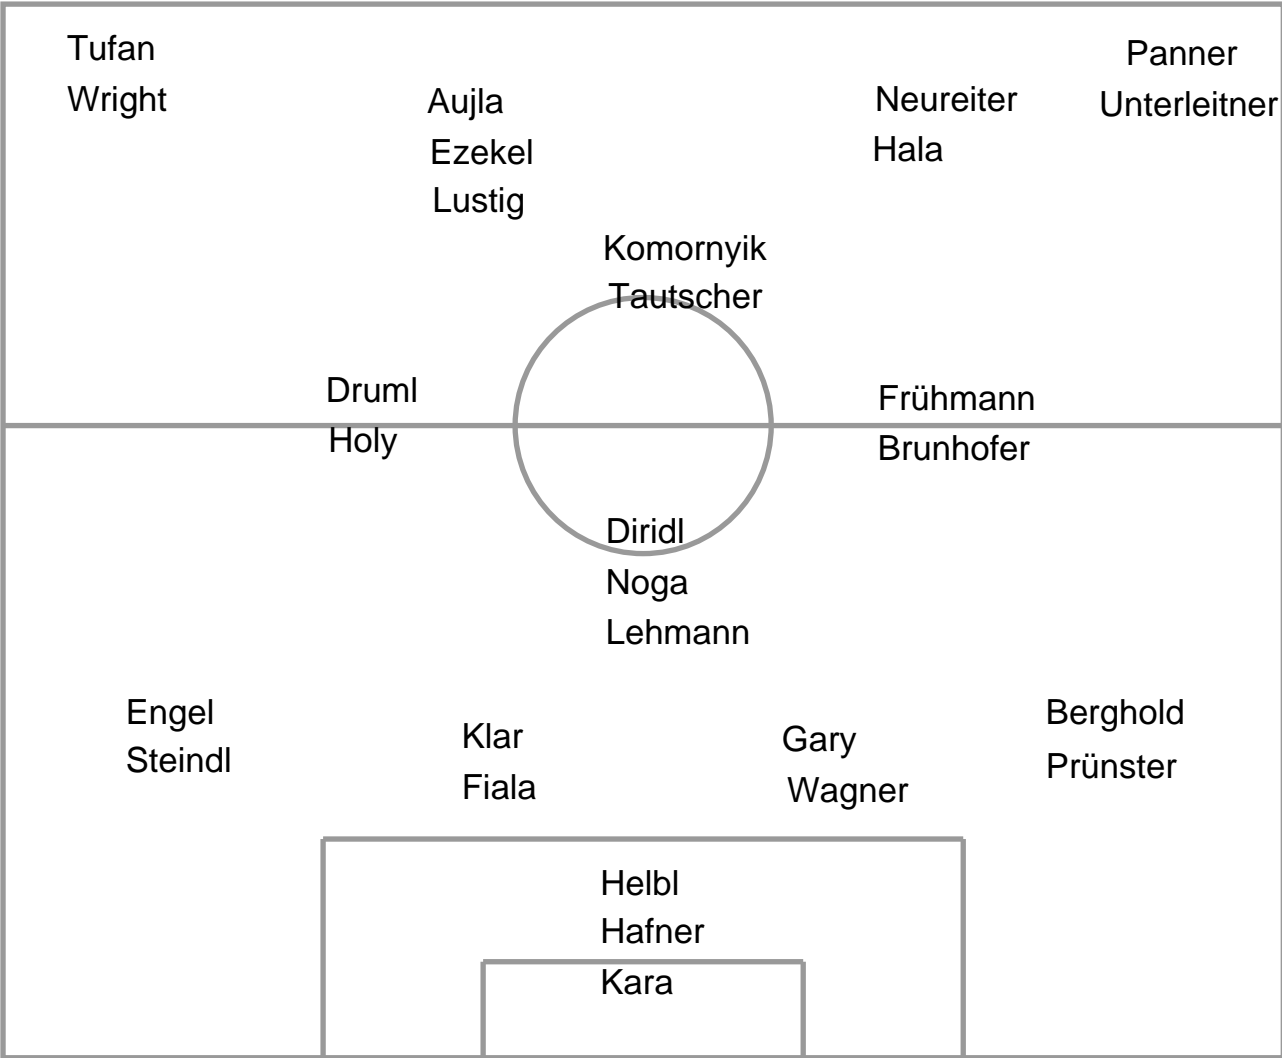 Tufan
Wright
Aujla
Ezekel
Lustig
Neureiter
Hala
Panner
Unterleitner
Komornyik
Tautscher
Druml
Holy
Frühmann
Brunhofer
Diridl
Noga
Lehmann
Engel
Steindl
Klar
Fiala
Gary
Wagner
Berghold
Prünster
Helbl
Hafner
Kara